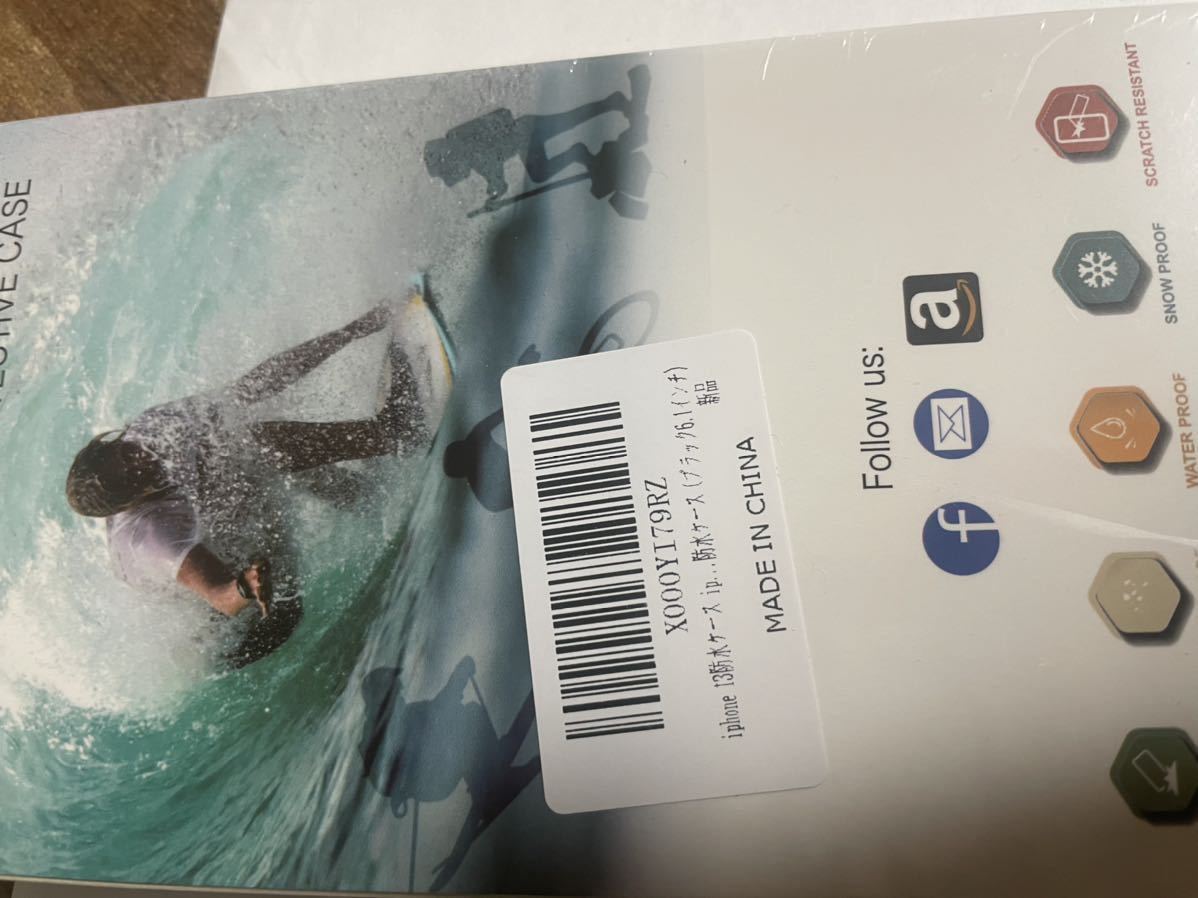 CASE
X000YI79RZ
iphone 13防水ケース ip...防水ケース(ブラック6.1インチ)
新品
MADE IN CHINA
Follow us:
SCRATCH RESISTANT
SNOW PROOF
WATER PROOF